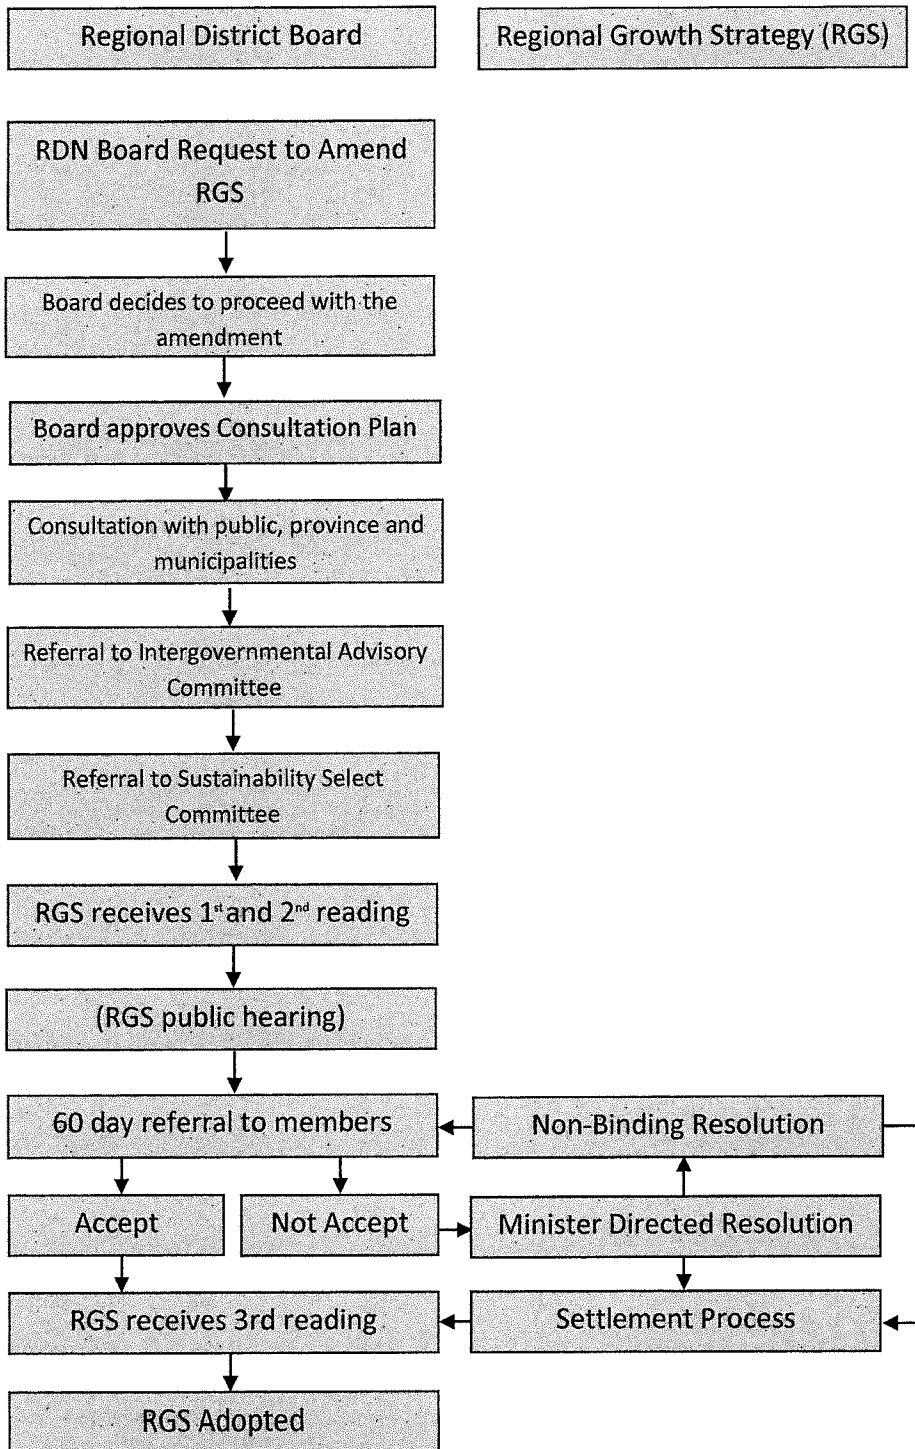 Regional District Board
Regional Growth Strategy (RGS)
RDN Board Request to Amend
RGS
Board decides to proceed with the
amendment
Board approves Consultation Plan
Consultation with public, province and
municipalities
Referral to Intergovernmental Advisory
Committee
Referral to Sustainability Select
Committee
RGS receives 1st and 2nd reading
(RGS public hearing)
60 day referral to members
Non-Binding Resolution
Accept
Not Accept
Minister Directed Resolution
RGS receives 3rd reading
Settlement Process
RGS Adopted